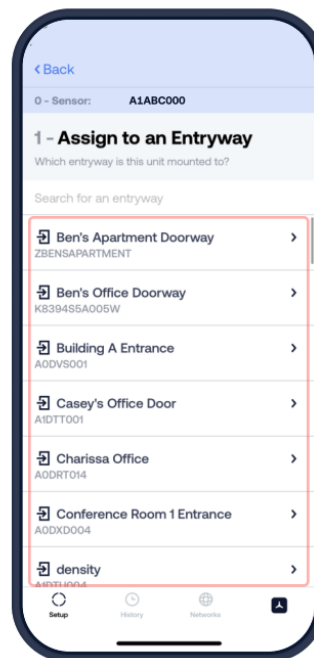 Back
0 - Sensor: A1ABC000
1 - Assign to an Entryway
Which entryway is this unit mounted to?
Search for an entryway
Ben's Apartment Doorway
ZBENSAPARTMENT
Ben's Office Doorway
K8394S5A005W
Building A Entrance
A0DVS001
Casey's Office Door
A1DTT001
Charissa Office
A0DRT014
Conference Room 1 Entrance
A0DXD004
density
A1DTU004
Setup History Networks